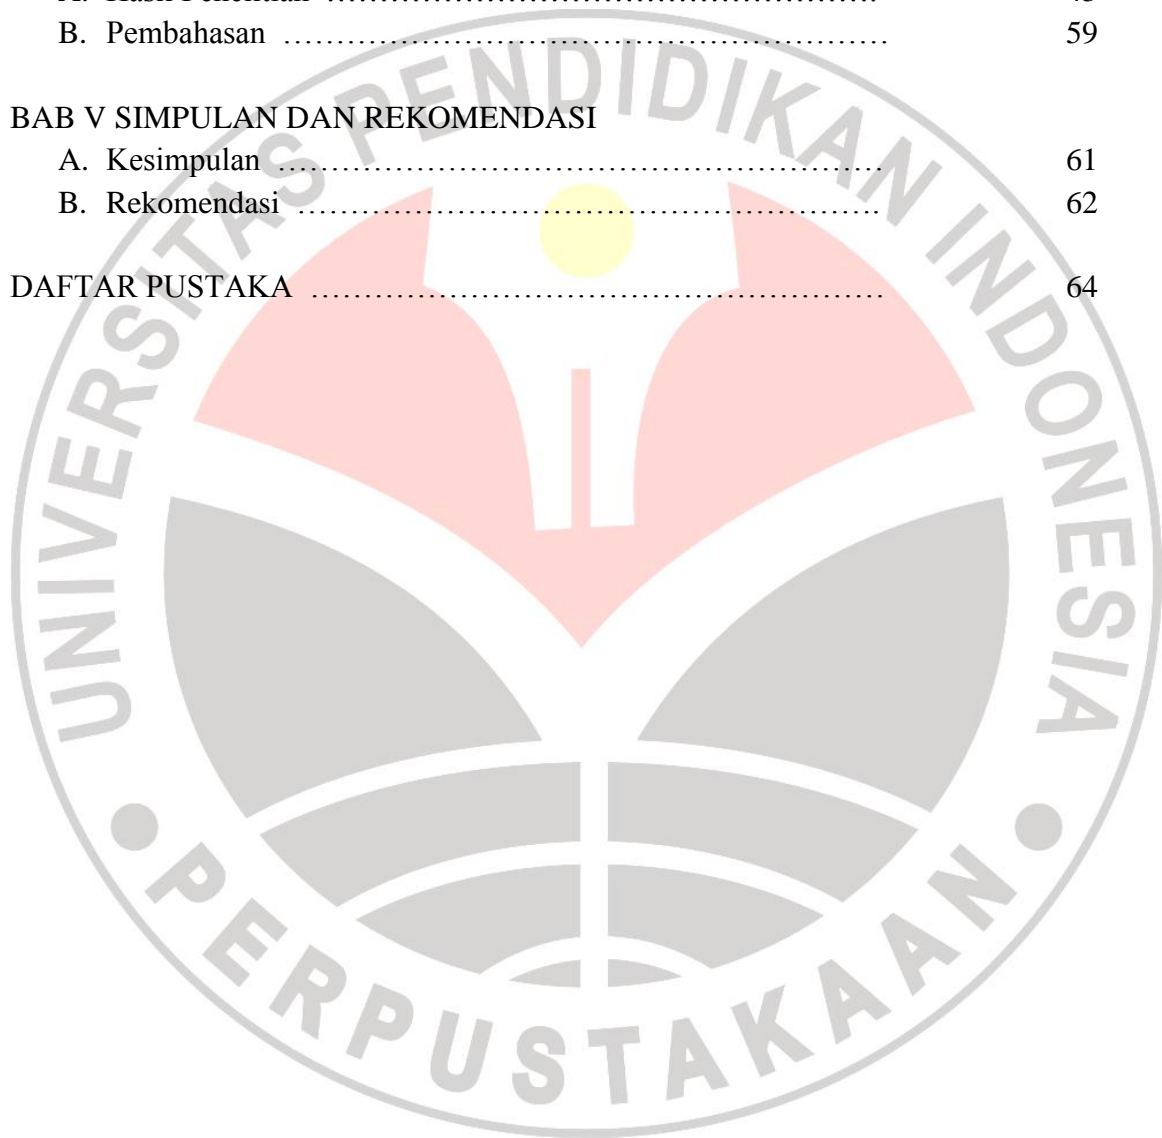 B. Pembahasan …………………………………………………… 59
BAB V SIMPULAN DAN REKOMENDASI
A. Kesimpulan …………………………………………………… 61
B. Rekomendasi ………………………………………………. 62
DAFTAR PUSTAKA ……………………………………………… 64
UNIVERSITAS PENDIDIKAN INDONESIA
PERPUSTAKAAN